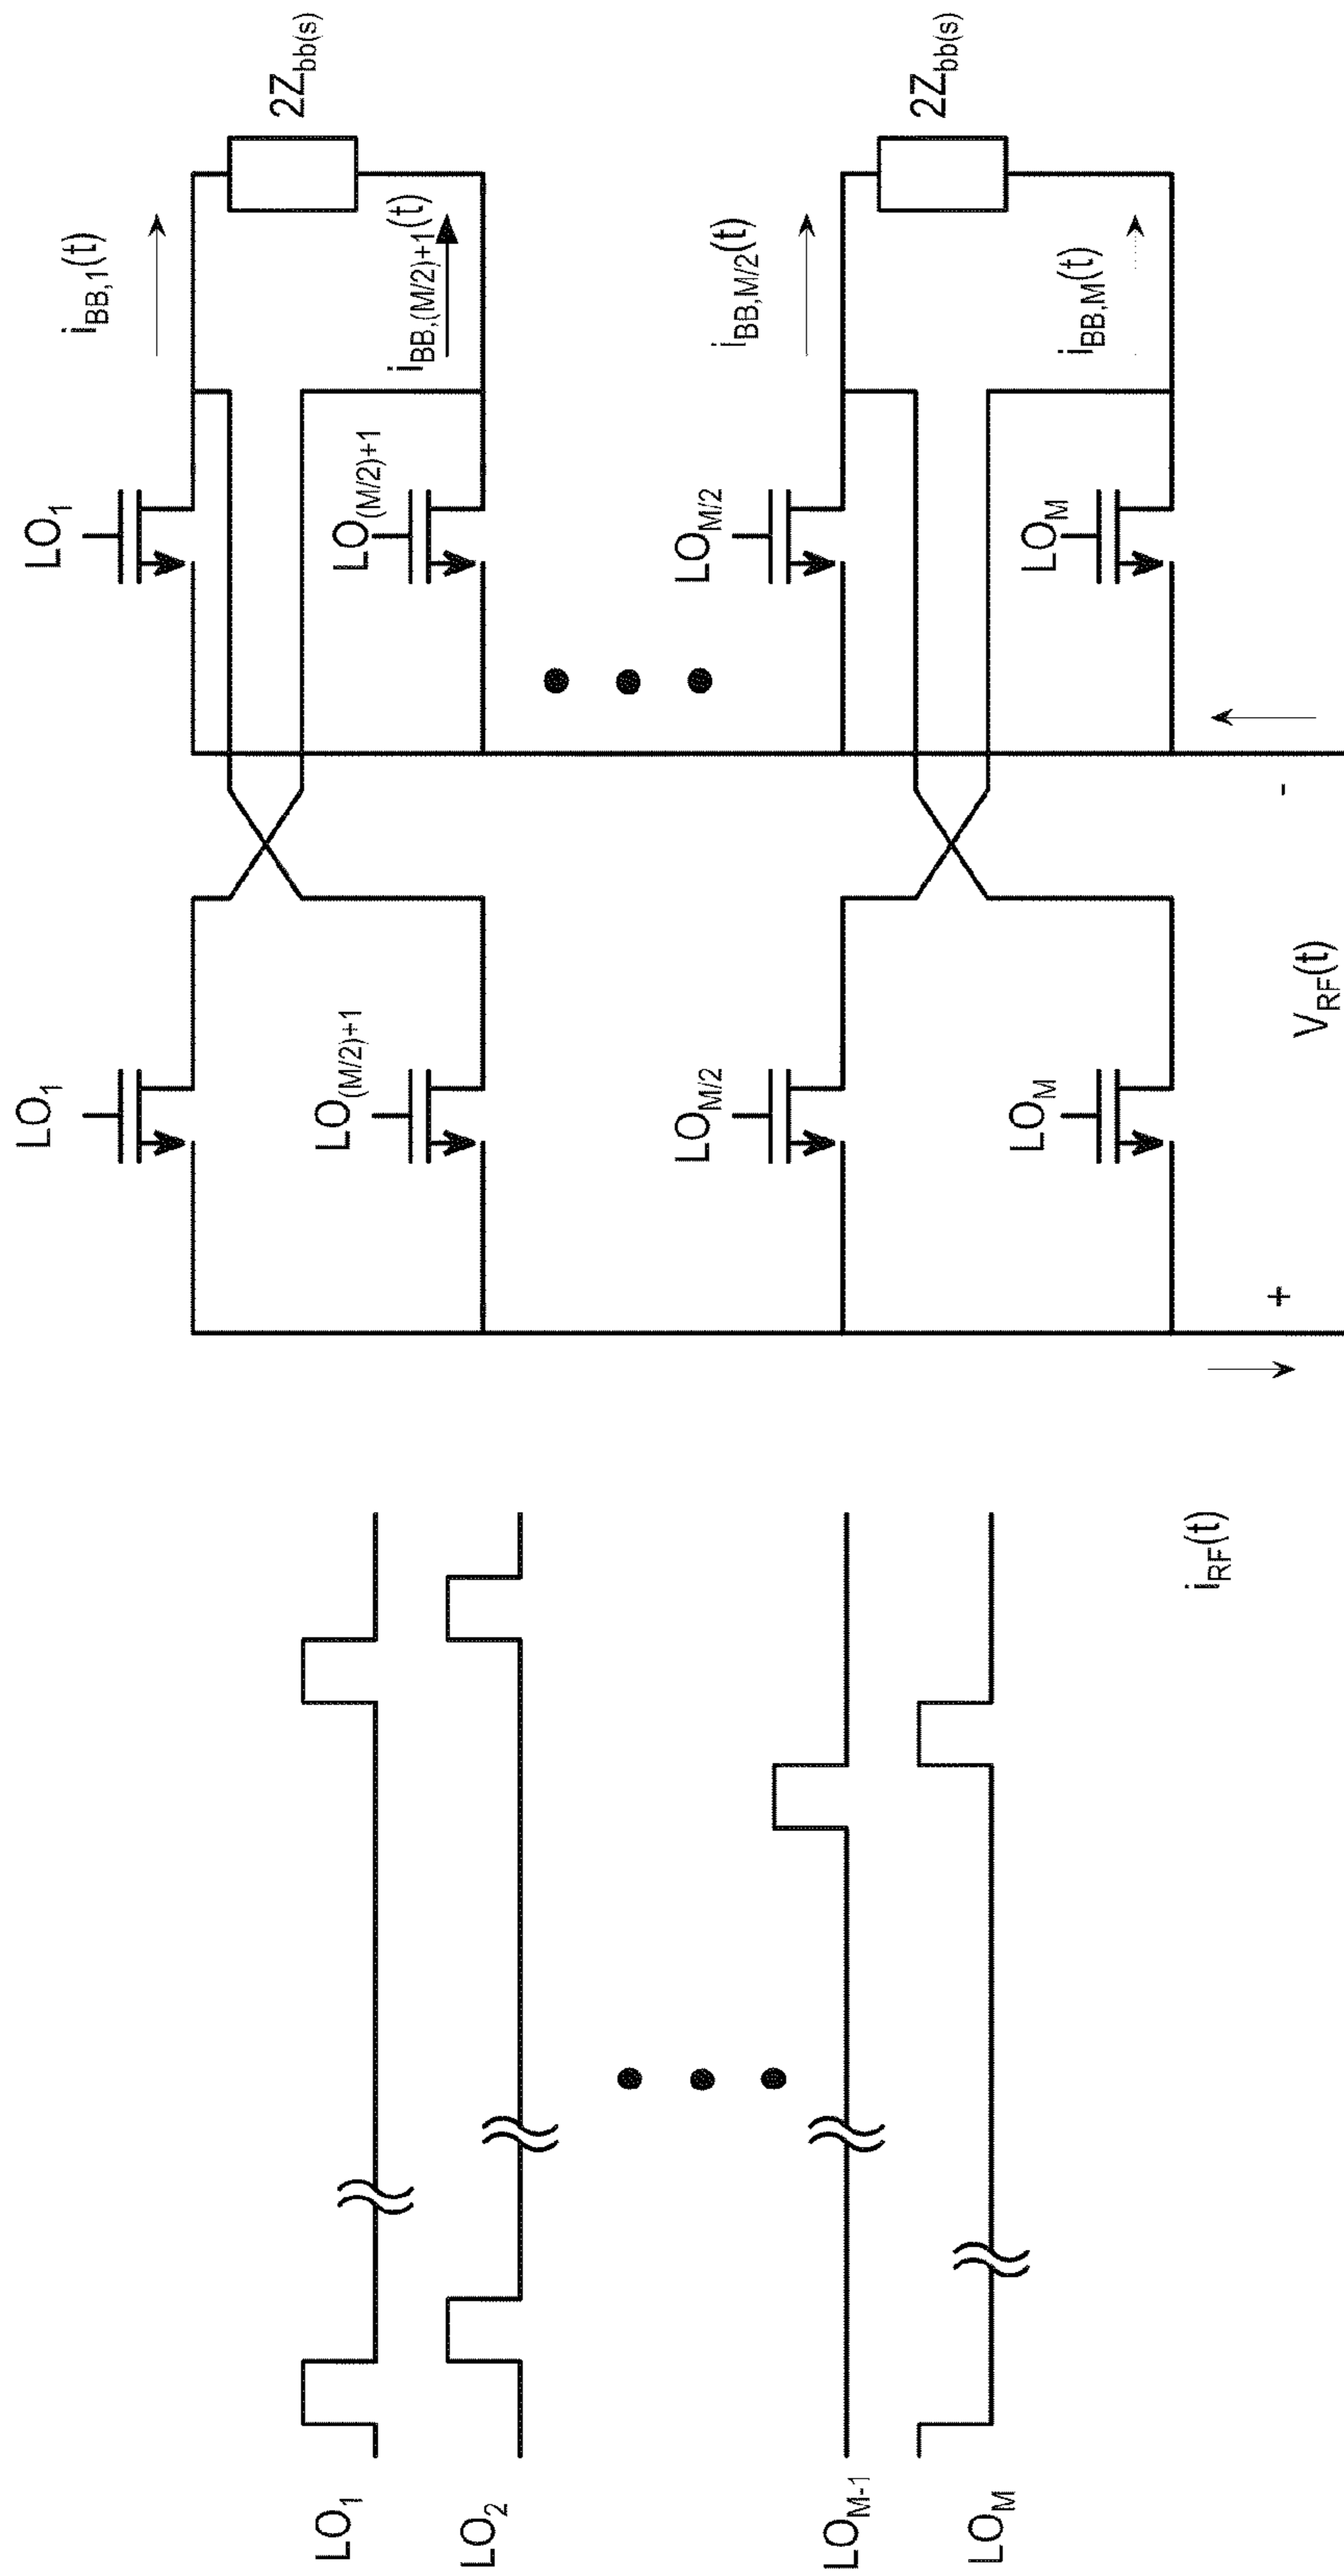 LO1
LO2
LOM-1
LOM
iRF(t)
LO1
LO(M/2)+1
LOM/2
LOM
+
VRF(t)
-
LO1
LO(M/2)+1
LOM/2
LOM
iBB,1(t)
iBB,(M/2)+1(t)
2Zbb(s)
iBB,M/2(t)
iBB,M(t)
2Zbb(s)